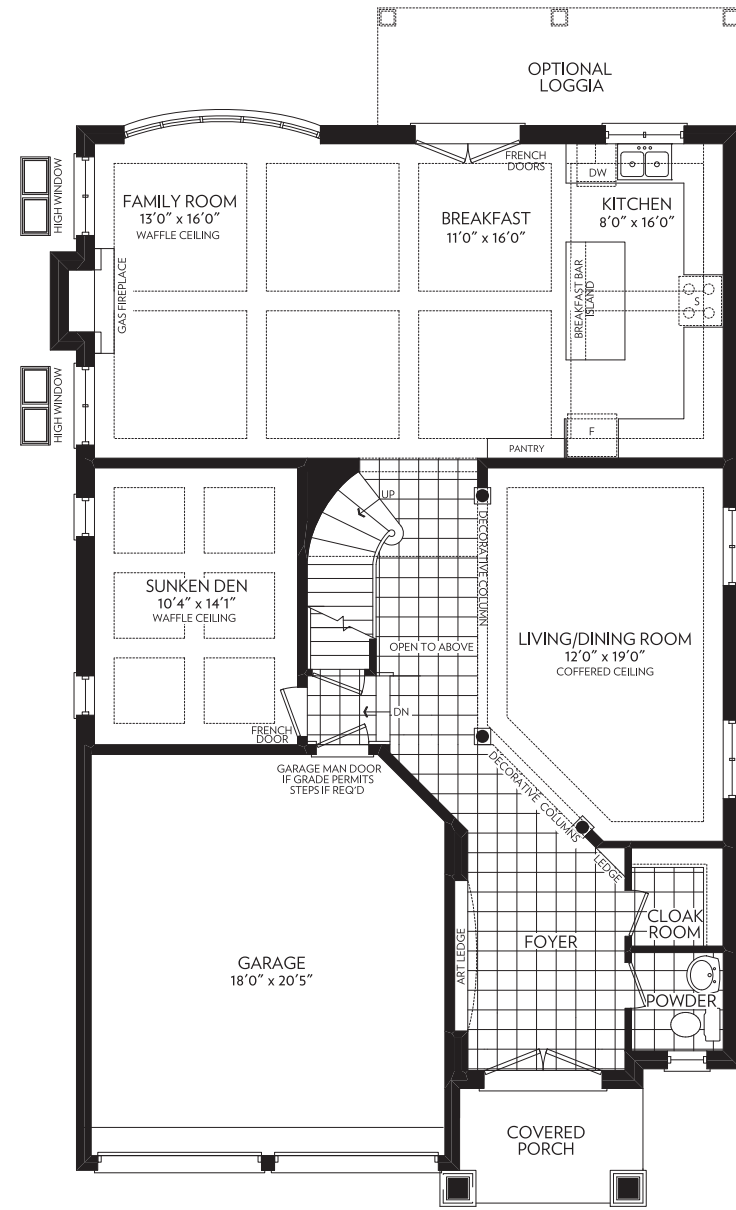 OPTIONAL
LOGGIA
FRENCH
DOORS
DW
HIGH WINDOW
FAMILY ROOM
13'0" x 16'0"
WAFFLE CEILING
BREAKFAST
11'0" x 16'0"
KITCHEN
8'0" x 16'0"
GAS FIREPLACE
BREAKFAST BAR
ISLAND
S
HIGH WINDOW
F
PANTRY
UP
DECORATIVE COLUMN
SUNKEN DEN
10'4" x 14'1"
WAFFLE CEILING
OPEN TO ABOVE
LIVING/DINING ROOM
12'0" x 19'0"
COFFERED CEILING
DN
FRENCH
DOOR
GARAGE MAN DOOR
IF GRADE PERMITS
STEPS IF REQ'D
DECORATIVE COLUMNS
LEDGE
CLOAK
ROOM
ART LEDGE
FOYER
GARAGE
18'0" x 20'5"
POWDER
COVERED
PORCH